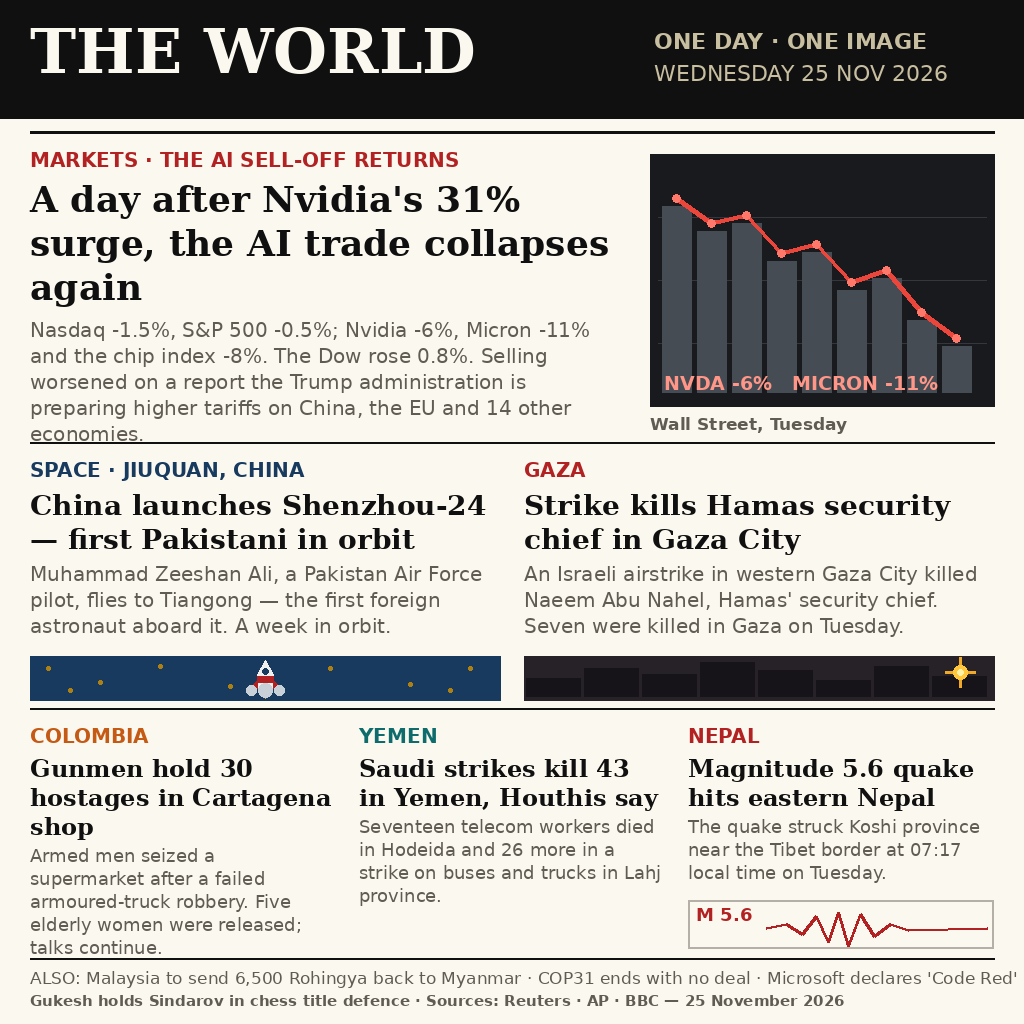 THE WORLD
ONE DAY · ONE IMAGE
WEDNESDAY 25 NOV 2026
MARKETS · THE AI SELL-OFF RETURNS
A day after Nvidia's 31%
surge, the AI trade collapses
again
Nasdaq -1.5%, S&P 500 -0.5%; Nvidia -6%, Micron -11%
and the chip index -8%. The Dow rose 0.8%. Selling
worsened on a report the Trump administration is
preparing higher tariffs on China, the EU and 14 other
economies.
NVDA -6% MICRON -11%
Wall Street, Tuesday
SPACE · JIUQUAN, CHINA
China launches Shenzhou-24
— first Pakistani in orbit
Muhammad Zeeshan Ali, a Pakistan Air Force
pilot, flies to Tiangong — the first foreign
astronaut aboard it. A week in orbit.
GAZA
Strike kills Hamas security
chief in Gaza City
An Israeli airstrike in western Gaza City killed
Naeem Abu Nahel, Hamas' security chief.
Seven were killed in Gaza on Tuesday.
COLOMBIA
Gunmen hold 30
hostages in Cartagena
shop
Armed men seized a
supermarket after a failed
armoured-truck robbery. Five
elderly women were released;
talks continue.
YEMEN
Saudi strikes kill 43
in Yemen, Houthis say
Seventeen telecom workers died
in Hodeida and 26 more in a
strike on buses and trucks in Lahj
province.
NEPAL
Magnitude 5.6 quake
hits eastern Nepal
The quake struck Koshi province
near the Tibet border at 07:17
local time on Tuesday.
M 5.6
ALSO: Malaysia to send 6,500 Rohingya back to Myanmar · COP31 ends with no deal · Microsoft declares 'Code Red'
Gukesh holds Sindarov in chess title defence · Sources: Reuters · AP · BBC — 25 November 2026